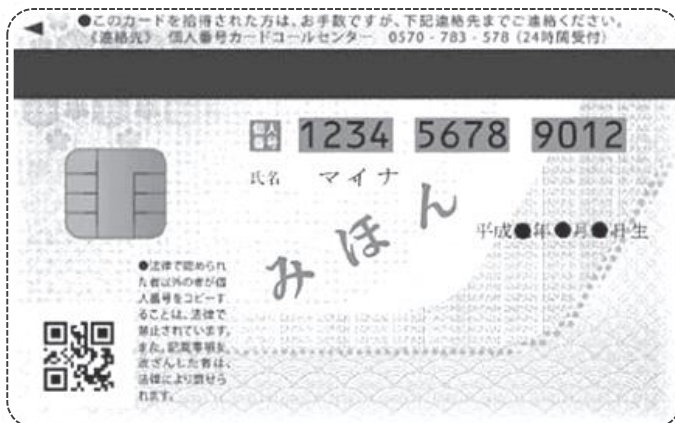 ●このカードを拾得された方は、お手数ですが、下記連絡先までご連絡ください。
《連絡先》 個人番号カードコールセンター 0570-783-578 (24時間受付)
個人番号 1234 5678 9012
氏名 マイナ
みほん
平成●年●月●日生
●法律で認められ
た者以外の者が個
人番号をコピーす
ることは、法律で
禁止されています。
また、記載事項を
改ざんした者は、
法律により罰せら
れます。